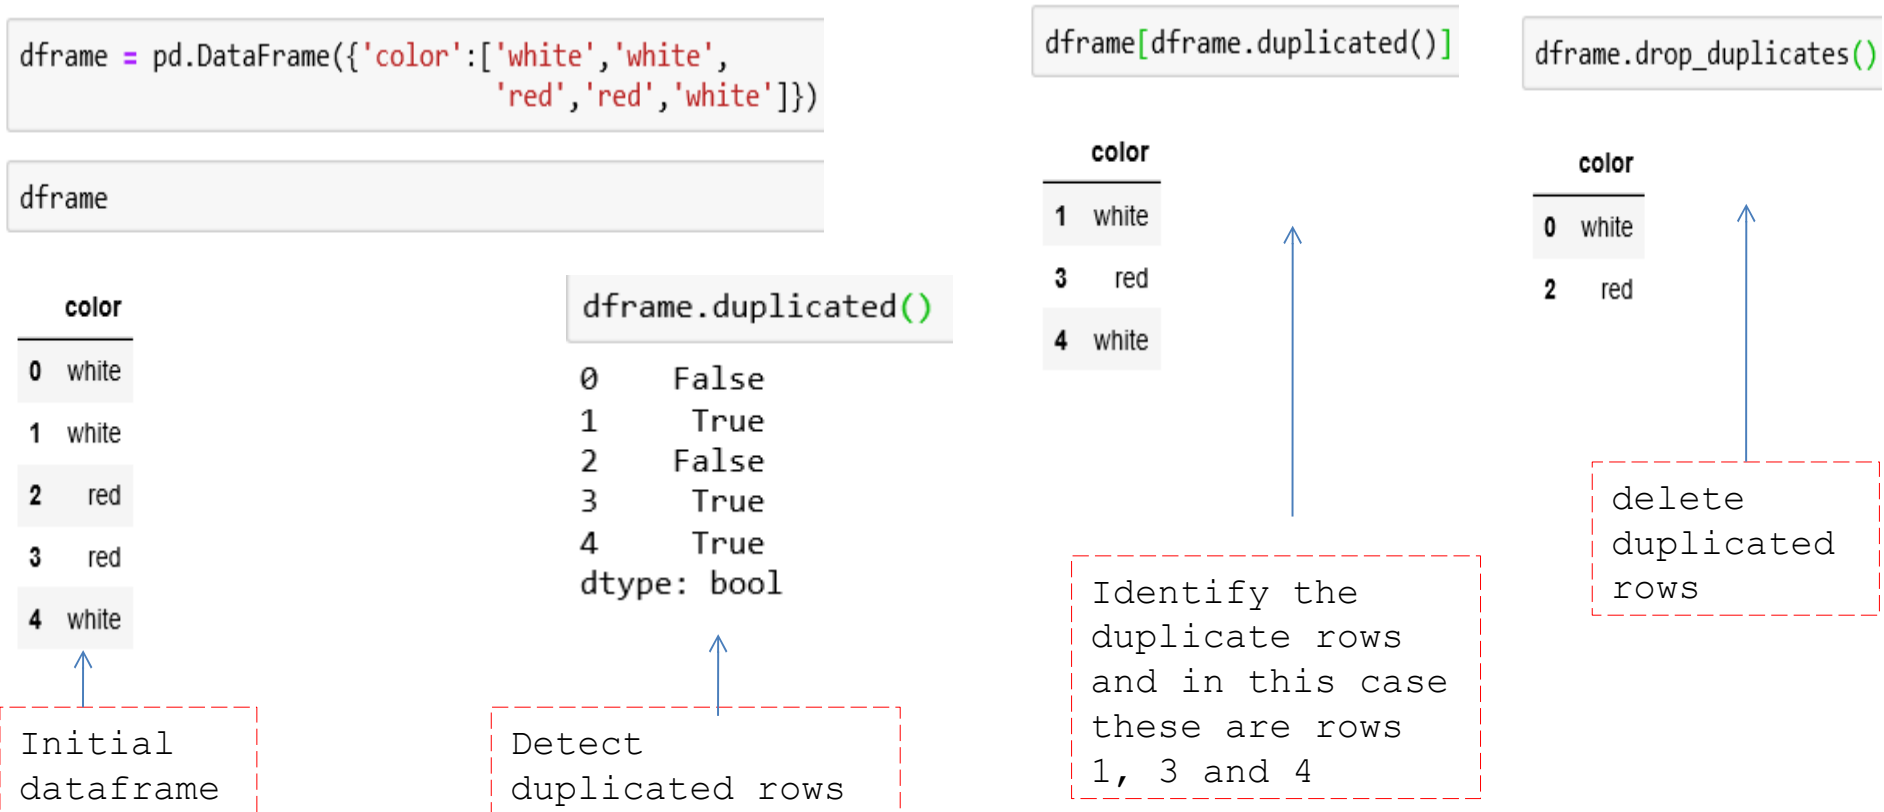 dframe = pd.DataFrame({'color':['white','white',
'red','red','white']})
dframe
color
0 white
1 white
2 red
3 red
4 white
Initial
dataframe
dframe.duplicated()
0 False
1 True
2 False
3 True
4 True
dtype: bool
Detect
duplicated rows
dframe[dframe.duplicated()]
color
1 white
3 red
4 white
Identify the
duplicate rows
and in this case
these are rows
1, 3 and 4
dframe.drop_duplicates()
color
0 white
2 red
delete
duplicated
rows